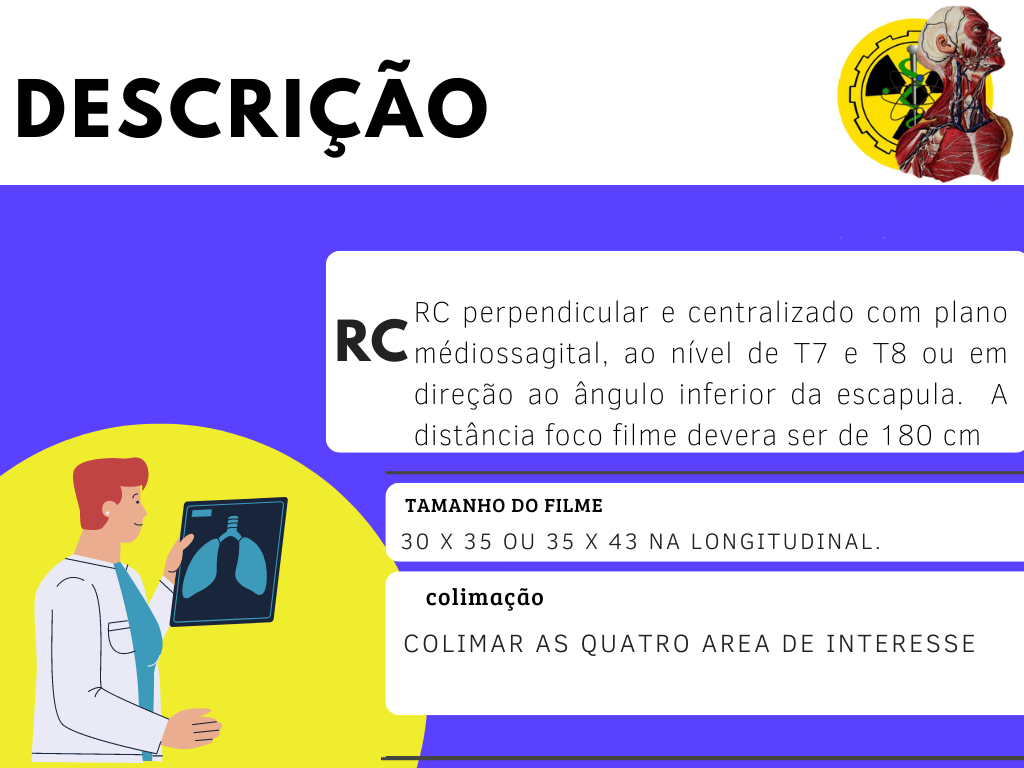 DESCRIÇÃO
RC
RC perpendicular e centralizado com plano
médiossagital, ao nível de T7 e T8 ou em
direção ao ângulo inferior da escapula. A
distância foco filme devera ser de 180 cm
TAMANHO DO FILME
30 X 35 OU 35 X 43 NA LONGITUDINAL.
colimação
COLIMAR AS QUATRO AREA DE INTERESSE